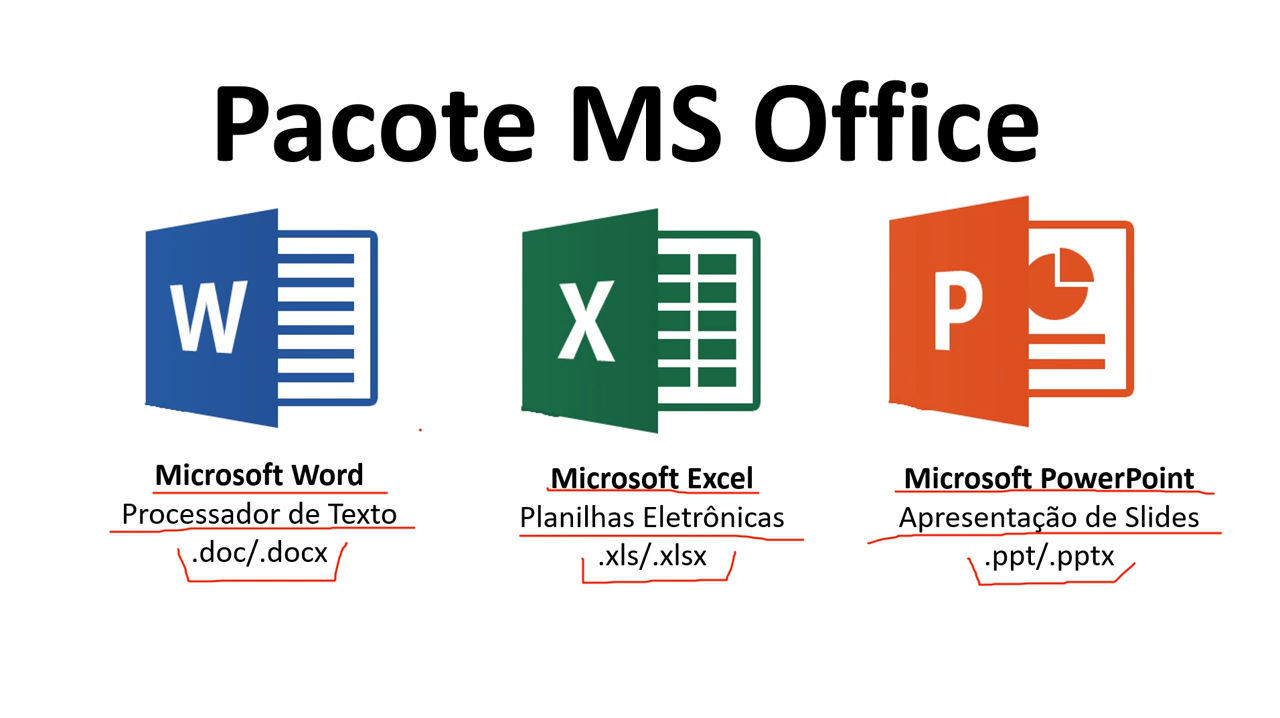 Pacote MS Office
W
X
P
Microsoft Word
Processador de Texto
.doc/.docx
Microsoft Excel
Planilhas Eletrônicas
.xls/.xlsx
Microsoft PowerPoint
Apresentação de Slides
.ppt/.pptx